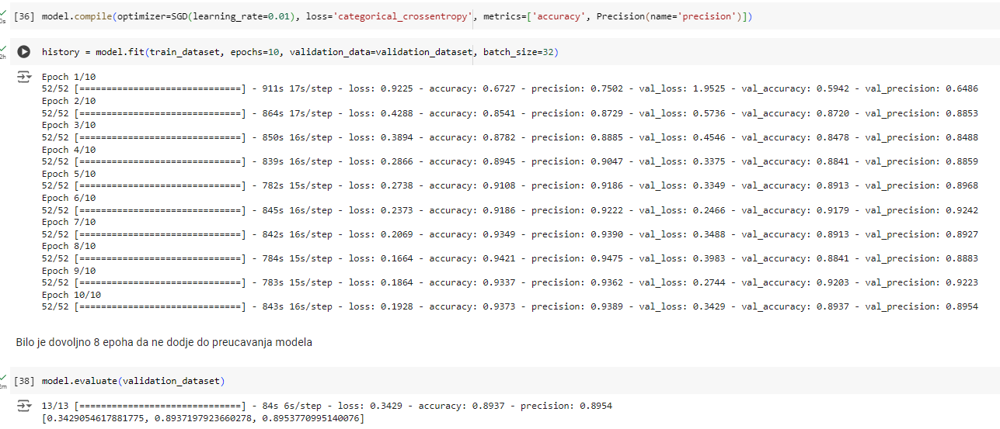 [36] model.compile(optimizer=SGD(learning_rate=0.01), loss='categorical_crossentropy', metrics=['accuracy', Precision(name='precision')])
0s
history = model.fit(train_dataset, epochs=10, validation_data=validation_dataset, batch_size=32)
2h
Epoch 1/10
52/52 [==============================] - 911s 17s/step - loss: 0.9225 - accuracy: 0.6727 - precision: 0.7502 - val_loss: 1.9525 - val_accuracy: 0.5942 - val_precision: 0.6486
Epoch 2/10
52/52 [==============================] - 864s 17s/step - loss: 0.4288 - accuracy: 0.8541 - precision: 0.8729 - val_loss: 0.5736 - val_accuracy: 0.8720 - val_precision: 0.8853
Epoch 3/10
52/52 [==============================] - 850s 16s/step - loss: 0.3894 - accuracy: 0.8782 - precision: 0.8885 - val_loss: 0.4546 - val_accuracy: 0.8478 - val_precision: 0.8488
Epoch 4/10
52/52 [==============================] - 839s 16s/step - loss: 0.2866 - accuracy: 0.8945 - precision: 0.9047 - val_loss: 0.3375 - val_accuracy: 0.8841 - val_precision: 0.8859
Epoch 5/10
52/52 [==============================] - 782s 15s/step - loss: 0.2738 - accuracy: 0.9108 - precision: 0.9186 - val_loss: 0.3349 - val_accuracy: 0.8913 - val_precision: 0.8968
Epoch 6/10
52/52 [==============================] - 845s 16s/step - loss: 0.2373 - accuracy: 0.9186 - precision: 0.9222 - val_loss: 0.2466 - val_accuracy: 0.9179 - val_precision: 0.9242
Epoch 7/10
52/52 [==============================] - 842s 16s/step - loss: 0.2069 - accuracy: 0.9349 - precision: 0.9390 - val_loss: 0.3488 - val_accuracy: 0.8913 - val_precision: 0.8927
Epoch 8/10
52/52 [==============================] - 784s 15s/step - loss: 0.1664 - accuracy: 0.9421 - precision: 0.9475 - val_loss: 0.3983 - val_accuracy: 0.8841 - val_precision: 0.8883
Epoch 9/10
52/52 [==============================] - 783s 15s/step - loss: 0.1864 - accuracy: 0.9337 - precision: 0.9362 - val_loss: 0.2744 - val_accuracy: 0.9203 - val_precision: 0.9223
Epoch 10/10
52/52 [==============================] - 843s 16s/step - loss: 0.1928 - accuracy: 0.9373 - precision: 0.9389 - val_loss: 0.3429 - val_accuracy: 0.8937 - val_precision: 0.8954
Bilo je dovoljno 8 epoha da ne dodje do preucavanja modela
[38] model.evaluate(validation_dataset)
2m
13/13 [==============================] - 84s 6s/step - loss: 0.3429 - accuracy: 0.8937 - precision: 0.8954
[0.3429054617881775, 0.8937197923660278, 0.8953770995140076]